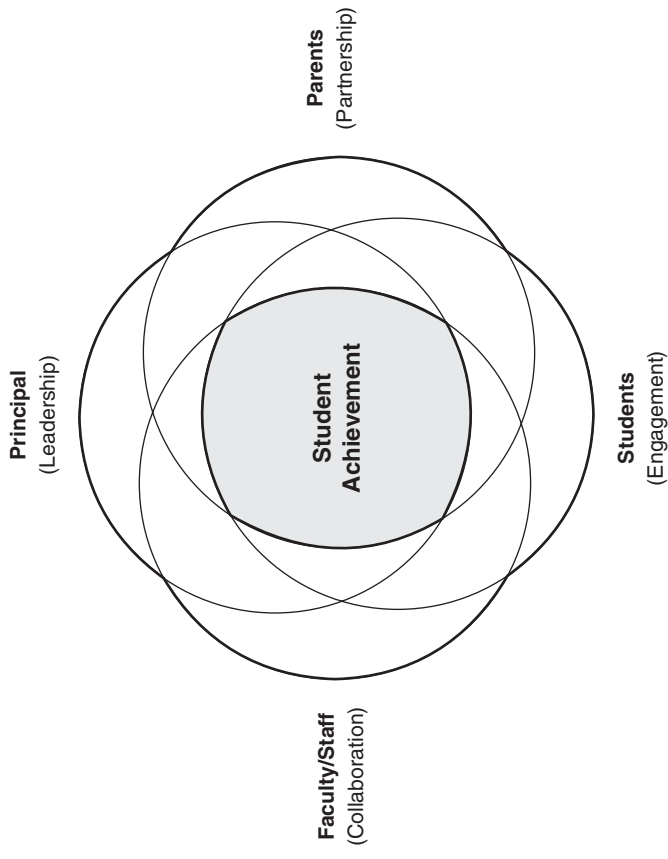 Principal
(Leadership)
Faculty/Staff
(Collaboration)
Student
Achievement
Parents
(Partnership)
Students
(Engagement)